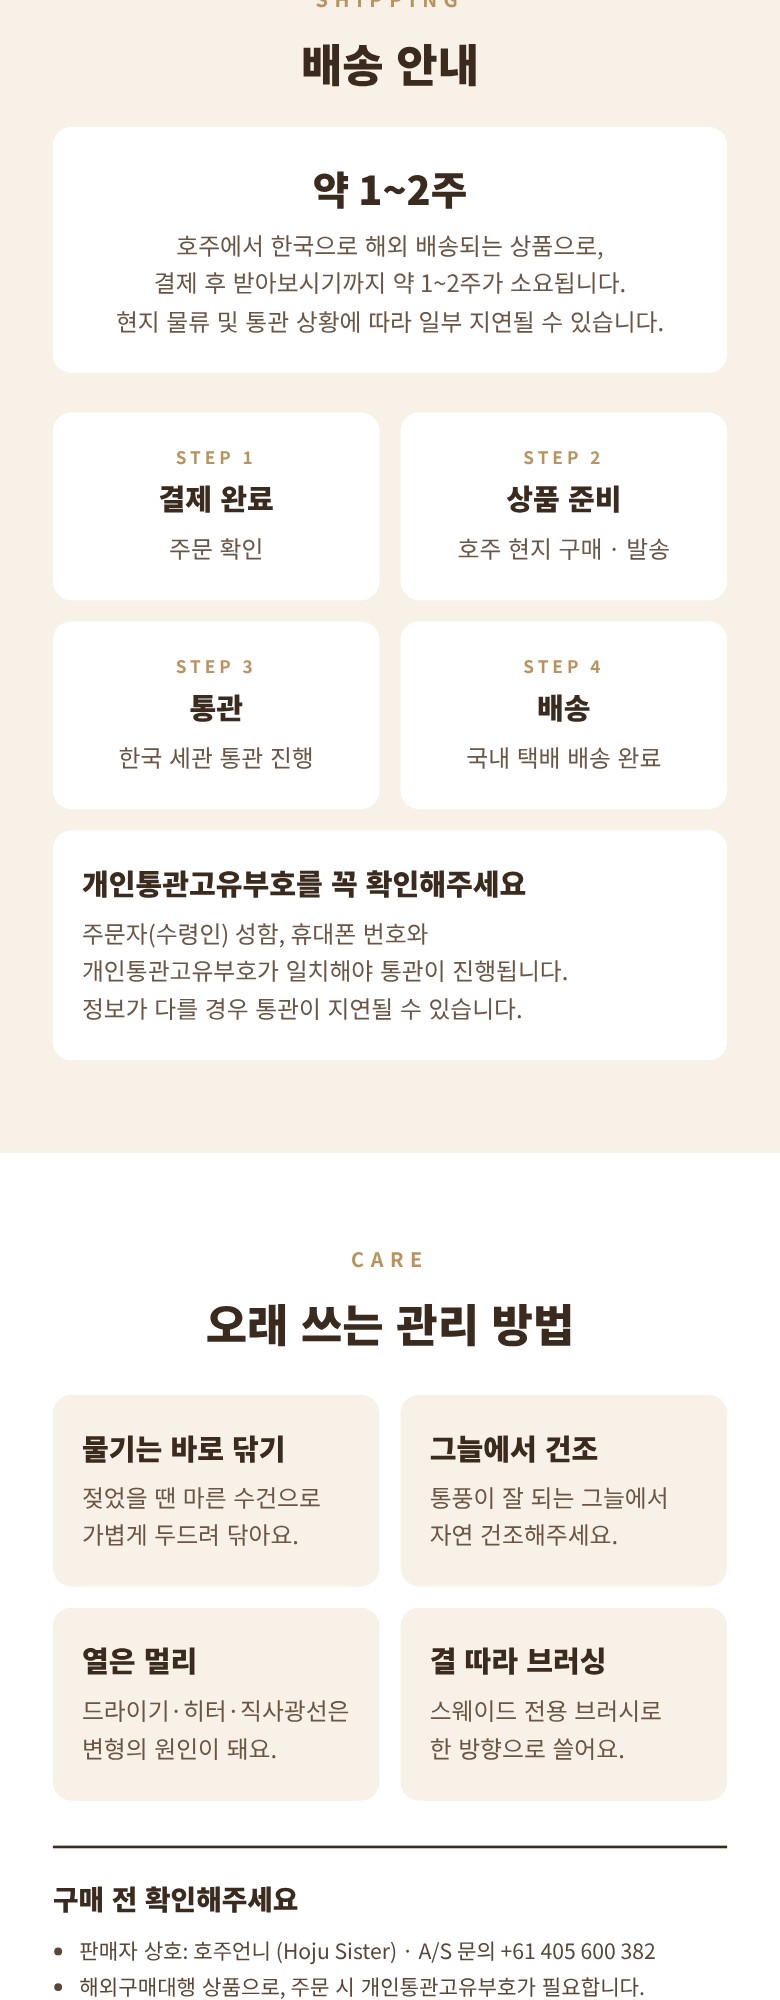 SHIPPING
배송 안내
약 1~2주
호주에서 한국으로 해외 배송되는 상품으로,
결제 후 받아보시기까지 약 1~2주가 소요됩니다.
현지 물류 및 통관 상황에 따라 일부 지연될 수 있습니다.
STEP 1
결제 완료
주문 확인
STEP 2
상품 준비
호주 현지 구매 · 발송
STEP 3
통관
한국 세관 통관 진행
STEP 4
배송
국내 택배 배송 완료
개인통관고유부호를 꼭 확인해주세요
주문자(수령인) 성함, 휴대폰 번호와
개인통관고유부호가 일치해야 통관이 진행됩니다.
정보가 다를 경우 통관이 지연될 수 있습니다.
CARE
오래 쓰는 관리 방법
물기는 바로 닦기
젖었을 땐 마른 수건으로
가볍게 두드려 닦아요.
그늘에서 건조
통풍이 잘 되는 그늘에서
자연 건조해주세요.
열은 멀리
드라이기·히터·직사광선은
변형의 원인이 돼요.
결 따라 브러싱
스웨이드 전용 브러시로
한 방향으로 쓸어요.
구매 전 확인해주세요
• 판매자 상호: 호주언니 (Hoju Sister) · A/S 문의 +61 405 600 382
• 해외구매대행 상품으로, 주문 시 개인통관고유부호가 필요합니다.